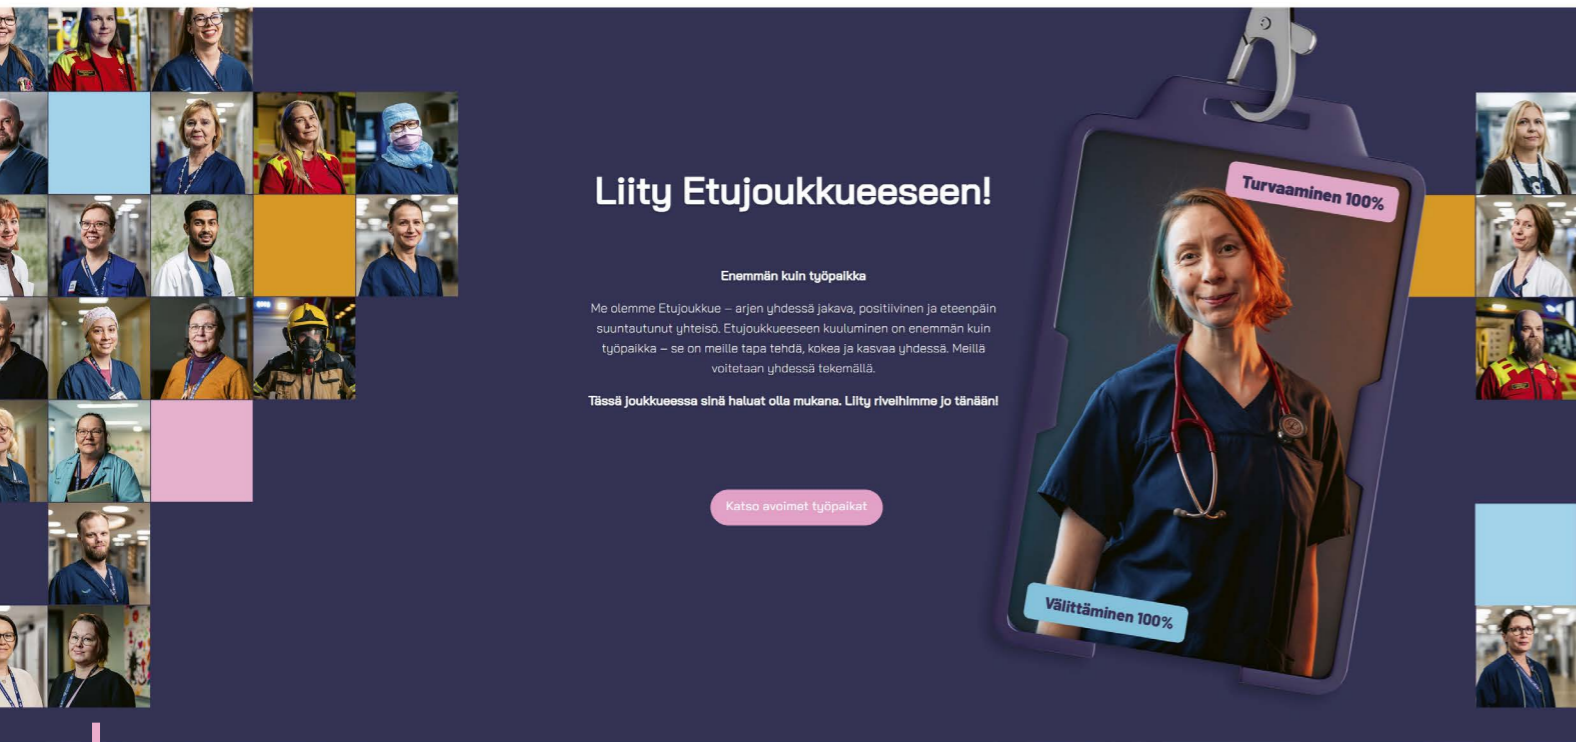 Liity Etujoukkueeseen!
Enemmän kuin työpaikka
Me olemme Etujoukkue – arjen yhdessä jakava, positiivinen ja eteenpäin
suuntautunut yhteisö. Etujoukkueeseen kuuluminen on enemmän kuin
työpaikka – se on meille tapa tehdä, kokea ja kasvaa yhdessä. Meillä
voitetaan yhdessä tekemällä.
Tässä joukkueessa sinä haluat olla mukana. Liity riveihimme jo tänään!
Katso avoimet työpaikat
Turvaaminen 100%
Välittäminen 100%